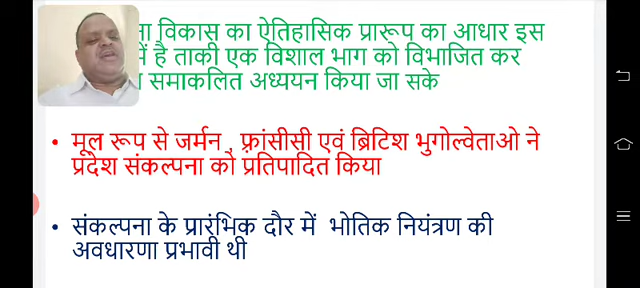 विकास का ऐतिहासिक प्रारूप का आधार इस
में है ताकी एक विशाल भाग को विभाजित कर
समाकलित अध्ययन किया जा सके
• मूल रूप से जर्मन , फ्रांसीसी एवं ब्रिटिश भुगोल्वेताओ ने
प्रदेश संकल्पना को प्रंतिपादित किया
• संकल्पना के प्रारंभिक दौर में भोतिक नियंत्रण की
अवधारणा प्रभावी थी